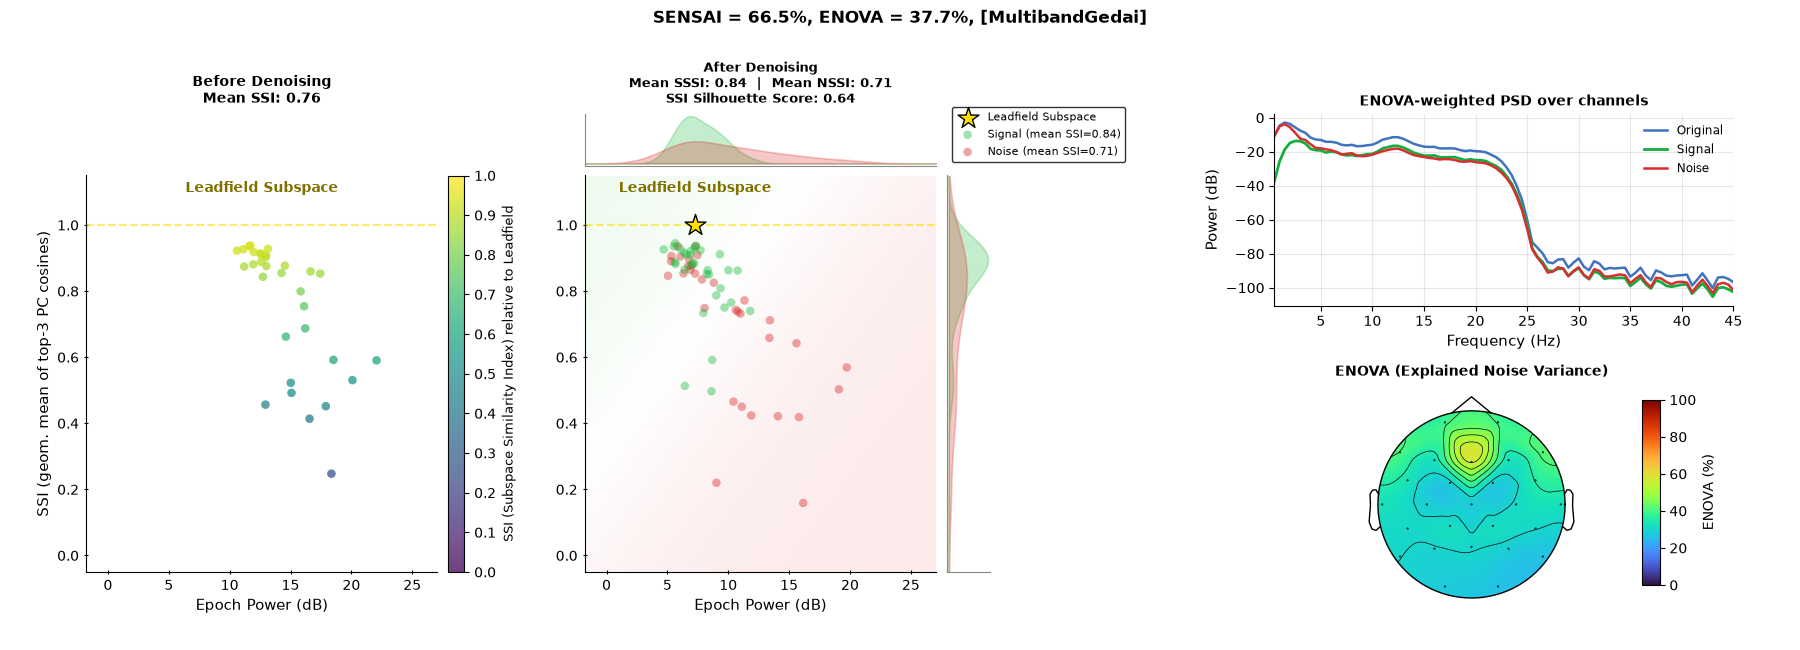 SENSAI = 66.5%, ENOVA = 37.7%, [MultibandGedai]
Before Denoising
Mean SSI: 0.76
Leadfield Subspace
SSI (geom. mean of top-3 PC cosines)
1.0
0.8
0.6
0.4
0.2
0.0
0 5 10 15 20 25
Epoch Power (dB)
1.0
0.9
0.8
0.7
0.6
0.5
0.4
0.3
0.2
0.1
0.0
SSI (Subspace Similarity Index) relative to Leadfield
After Denoising
Mean SSSI: 0.84 | Mean NSSI: 0.71
SSI Silhouette Score: 0.64
Leadfield Subspace
Signal (mean SSI=0.84)
Noise (mean SSI=0.71)
Leadfield Subspace
1.0
0.8
0.6
0.4
0.2
0.0
0 5 10 15 20 25
Epoch Power (dB)
ENOVA-weighted PSD over channels
Original
Signal
Noise
Power (dB)
0
−20
−40
−60
−80
−100
5 10 15 20 25 30 35 40 45
Frequency (Hz)
ENOVA (Explained Noise Variance)
100
80
60
40
20
0
ENOVA (%)